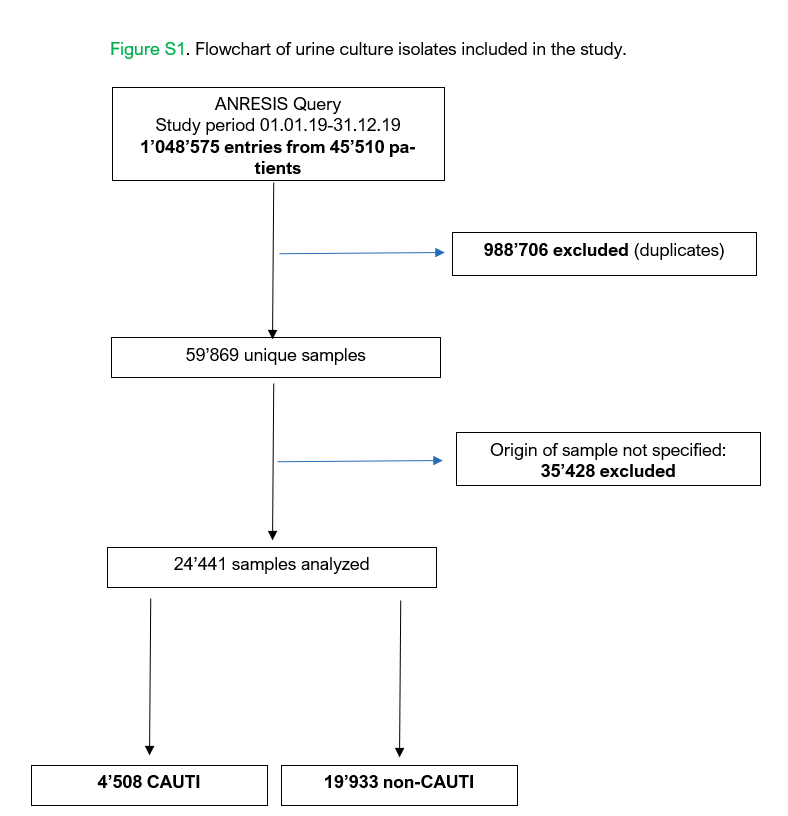 Figure S1. Flowchart of urine culture isolates included in the study.
ANRESIS Query
Study period 01.01.19-31.12.19
1’048’575 entries from 45’510 pa-
tients
988’706 excluded (duplicates)
59’869 unique samples
Origin of sample not specified:
35’428 excluded
24’441 samples analyzed
4’508 CAUTI
19’933 non-CAUTI